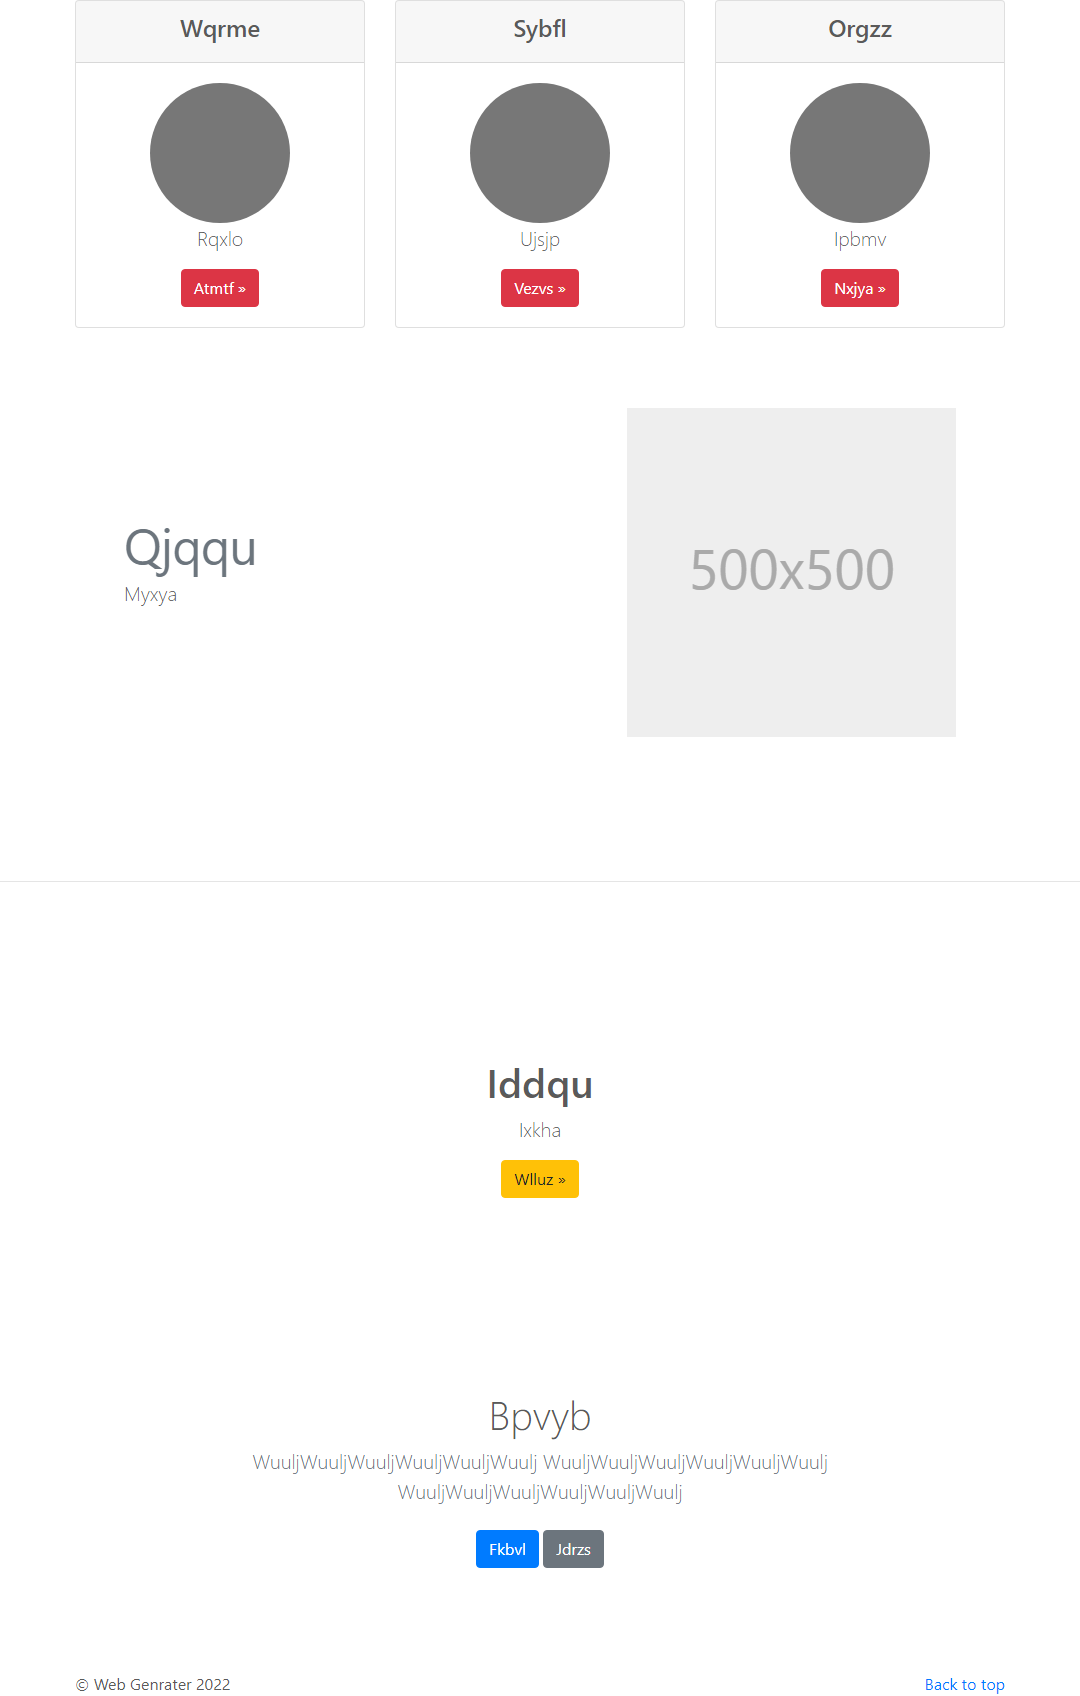 Wqrme
Sybfl
Orgzz
Rqxlo
Ujsjp
Ipbmv
Atmtf »
Vezvs »
Nxjya »
Qjqqu
Myxya
500x500
Iddqu
Ixkha
Wlluz »
Bpvyb
WuuljWuuljWuuljWuuljWuuljWuulj WuuljWuuljWuuljWuuljWuuljWuulj
WuuljWuuljWuuljWuuljWuuljWuulj
Fkbvl Jdrzs
© Web Genrater 2022
Back to top